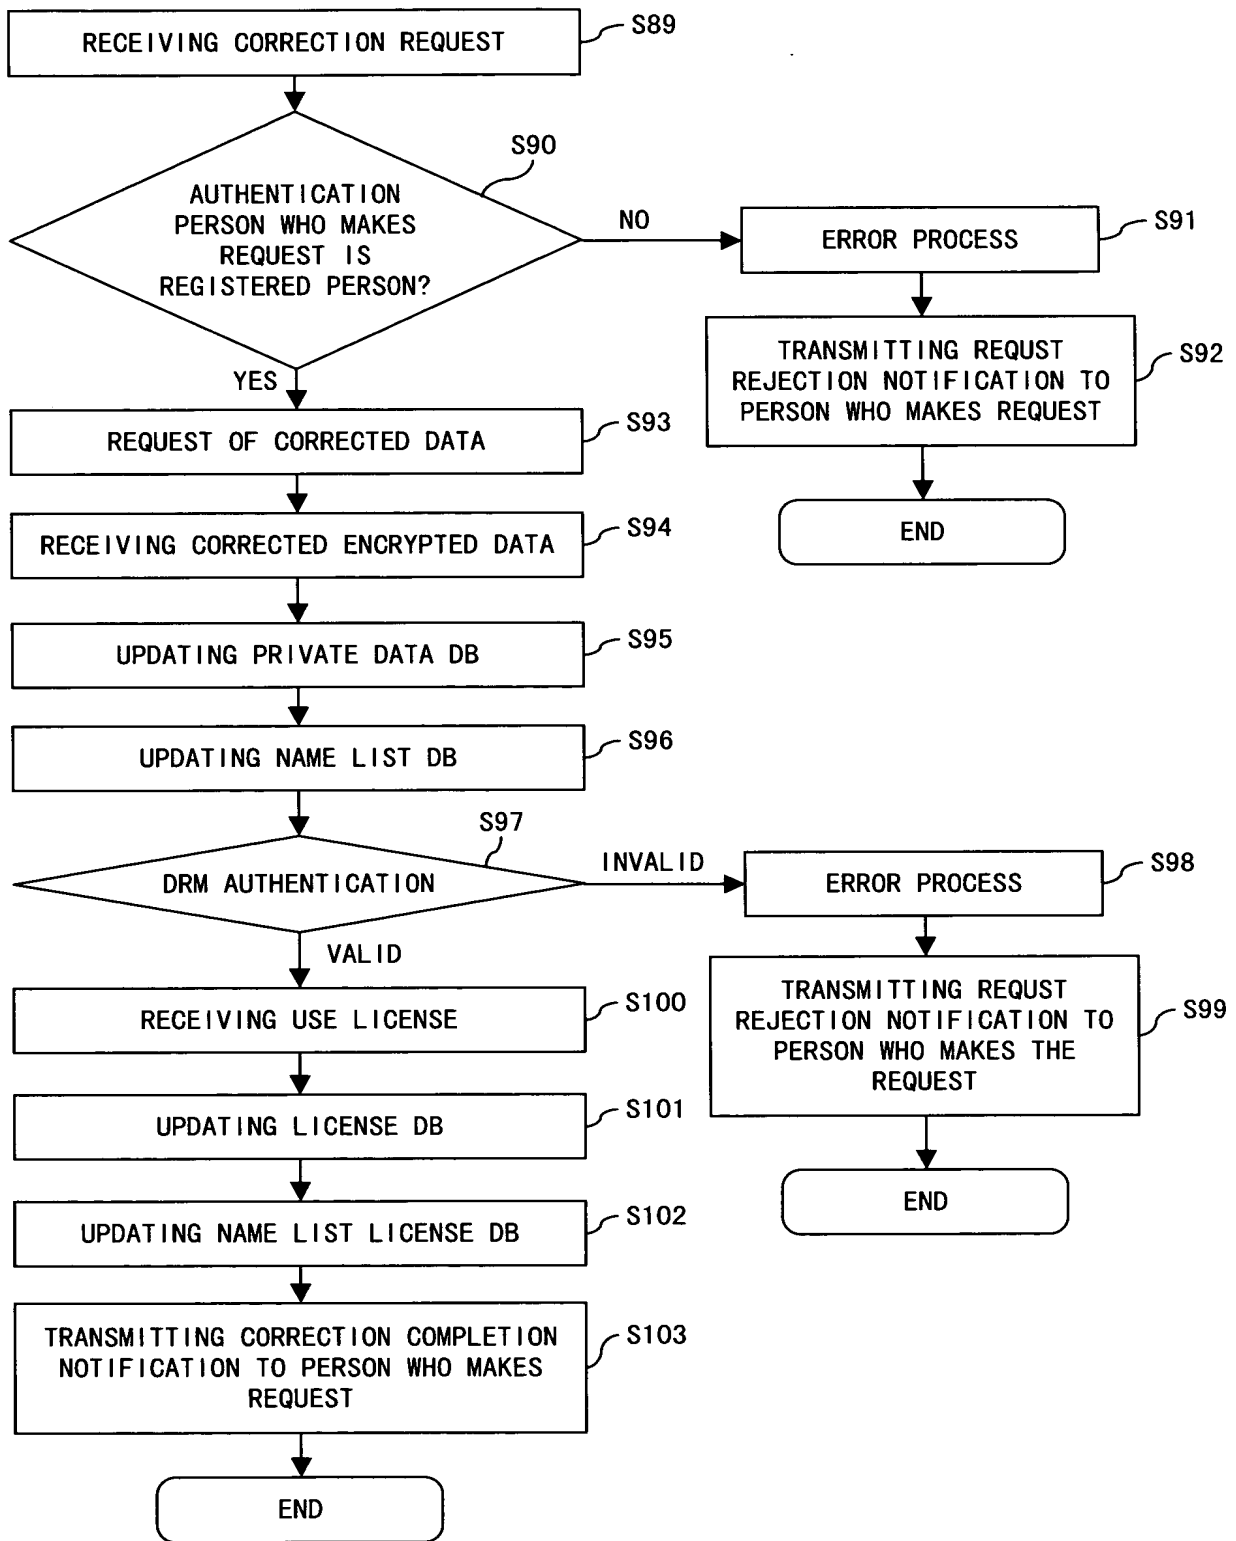 RECEIVING CORRECTION REQUEST
S89
S90
AUTHENTICATION
PERSON WHO MAKES
REQUEST IS
REGISTERED PERSON?
NO
ERROR PROCESS
S91
TRANSMITTING REQUST
REJECTION NOTIFICATION TO
PERSON WHO MAKES REQUEST
S92
END
YES
REQUEST OF CORRECTED DATA
S93
RECEIVING CORRECTED ENCRYPTED DATA
S94
UPDATING PRIVATE DATA DB
S95
UPDATING NAME LIST DB
S96
S97
DRM AUTHENTICATION
INVALID
ERROR PROCESS
S98
TRANSMITTING REQUST
REJECTION NOTIFICATION TO
PERSON WHO MAKES THE
REQUEST
S99
END
VALID
RECEIVING USE LICENSE
S100
UPDATING LICENSE DB
S101
UPDATING NAME LIST LICENSE DB
S102
TRANSMITTING CORRECTION COMPLETION
NOTIFICATION TO PERSON WHO MAKES
REQUEST
S103
END